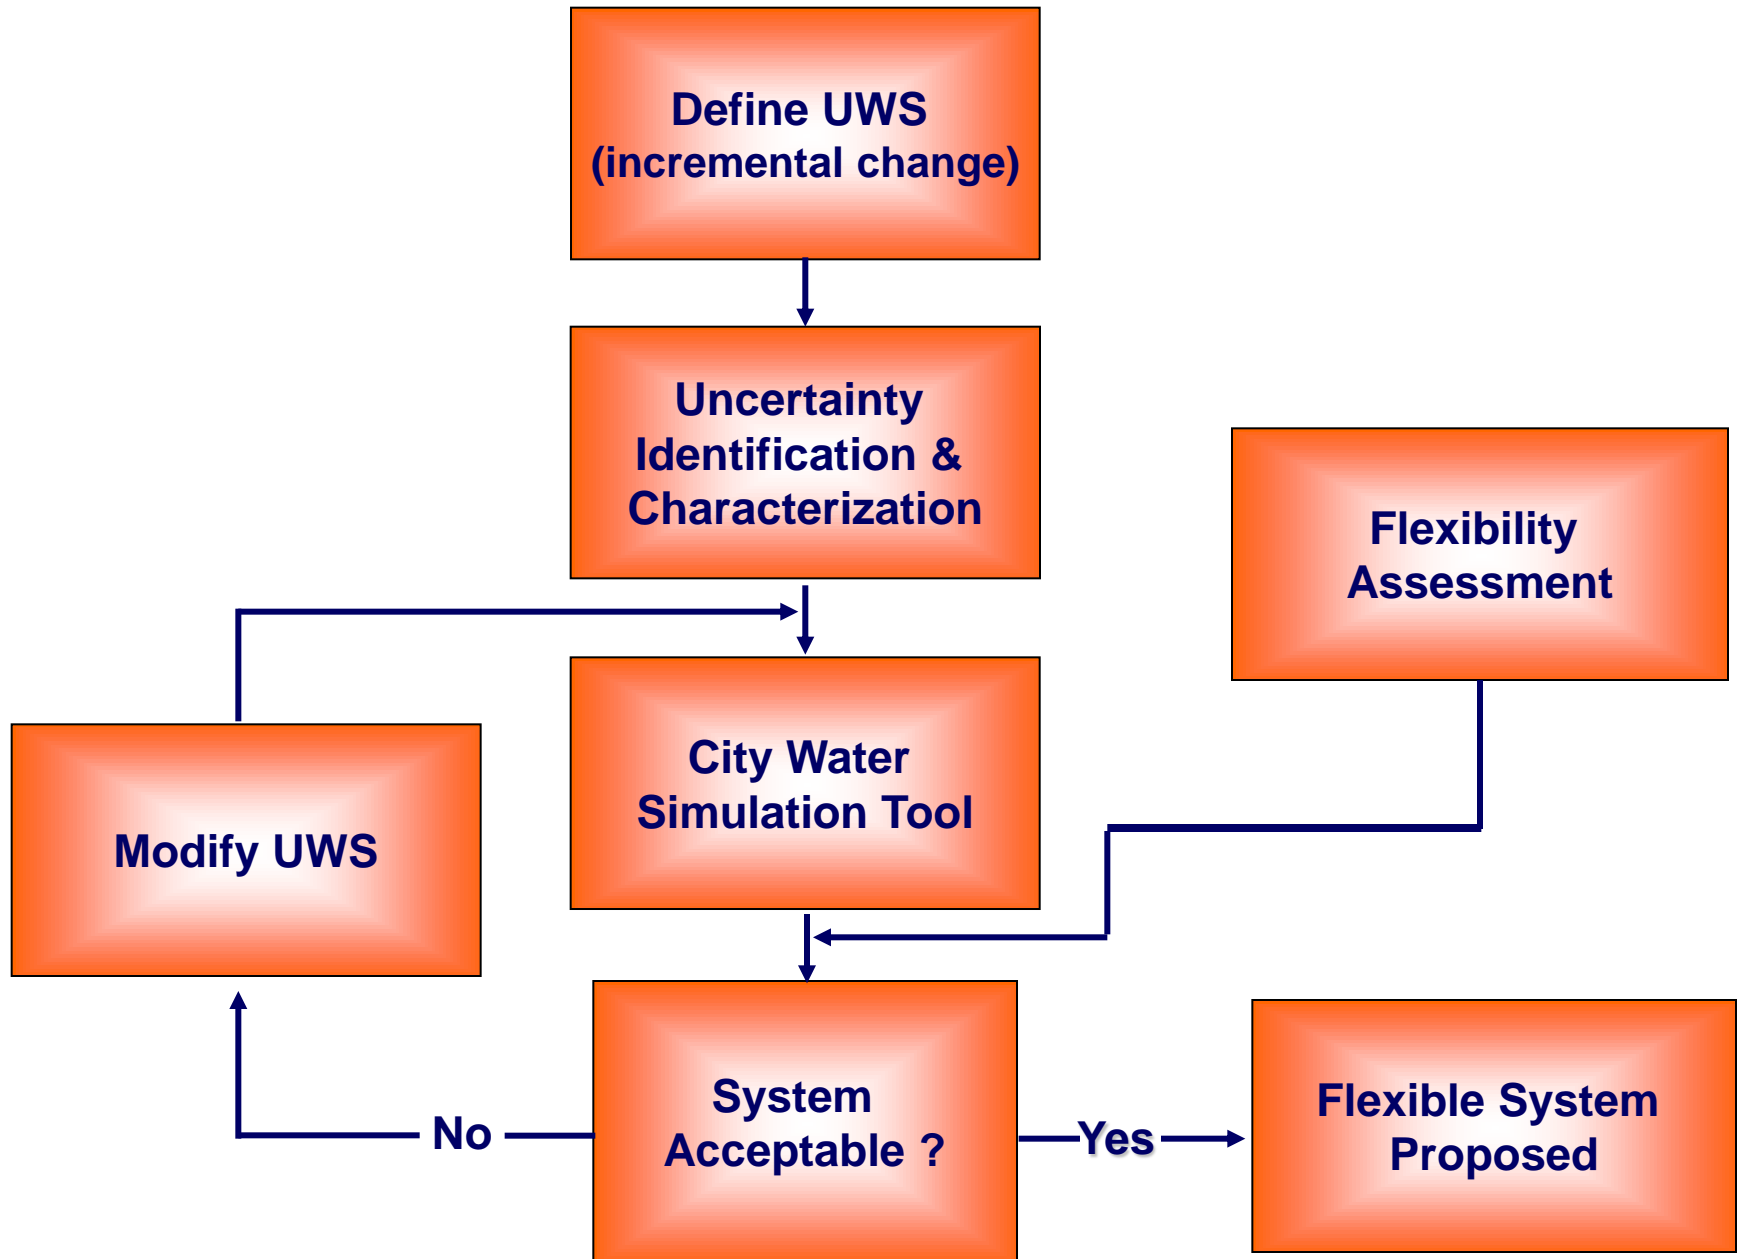 Define UWS
(incremental change)
Uncertainty
Identification &
Characterization
Flexibility
Assessment
City Water
Simulation Tool
Modify UWS
System
Acceptable ?
No
Yes
Flexible System
Proposed